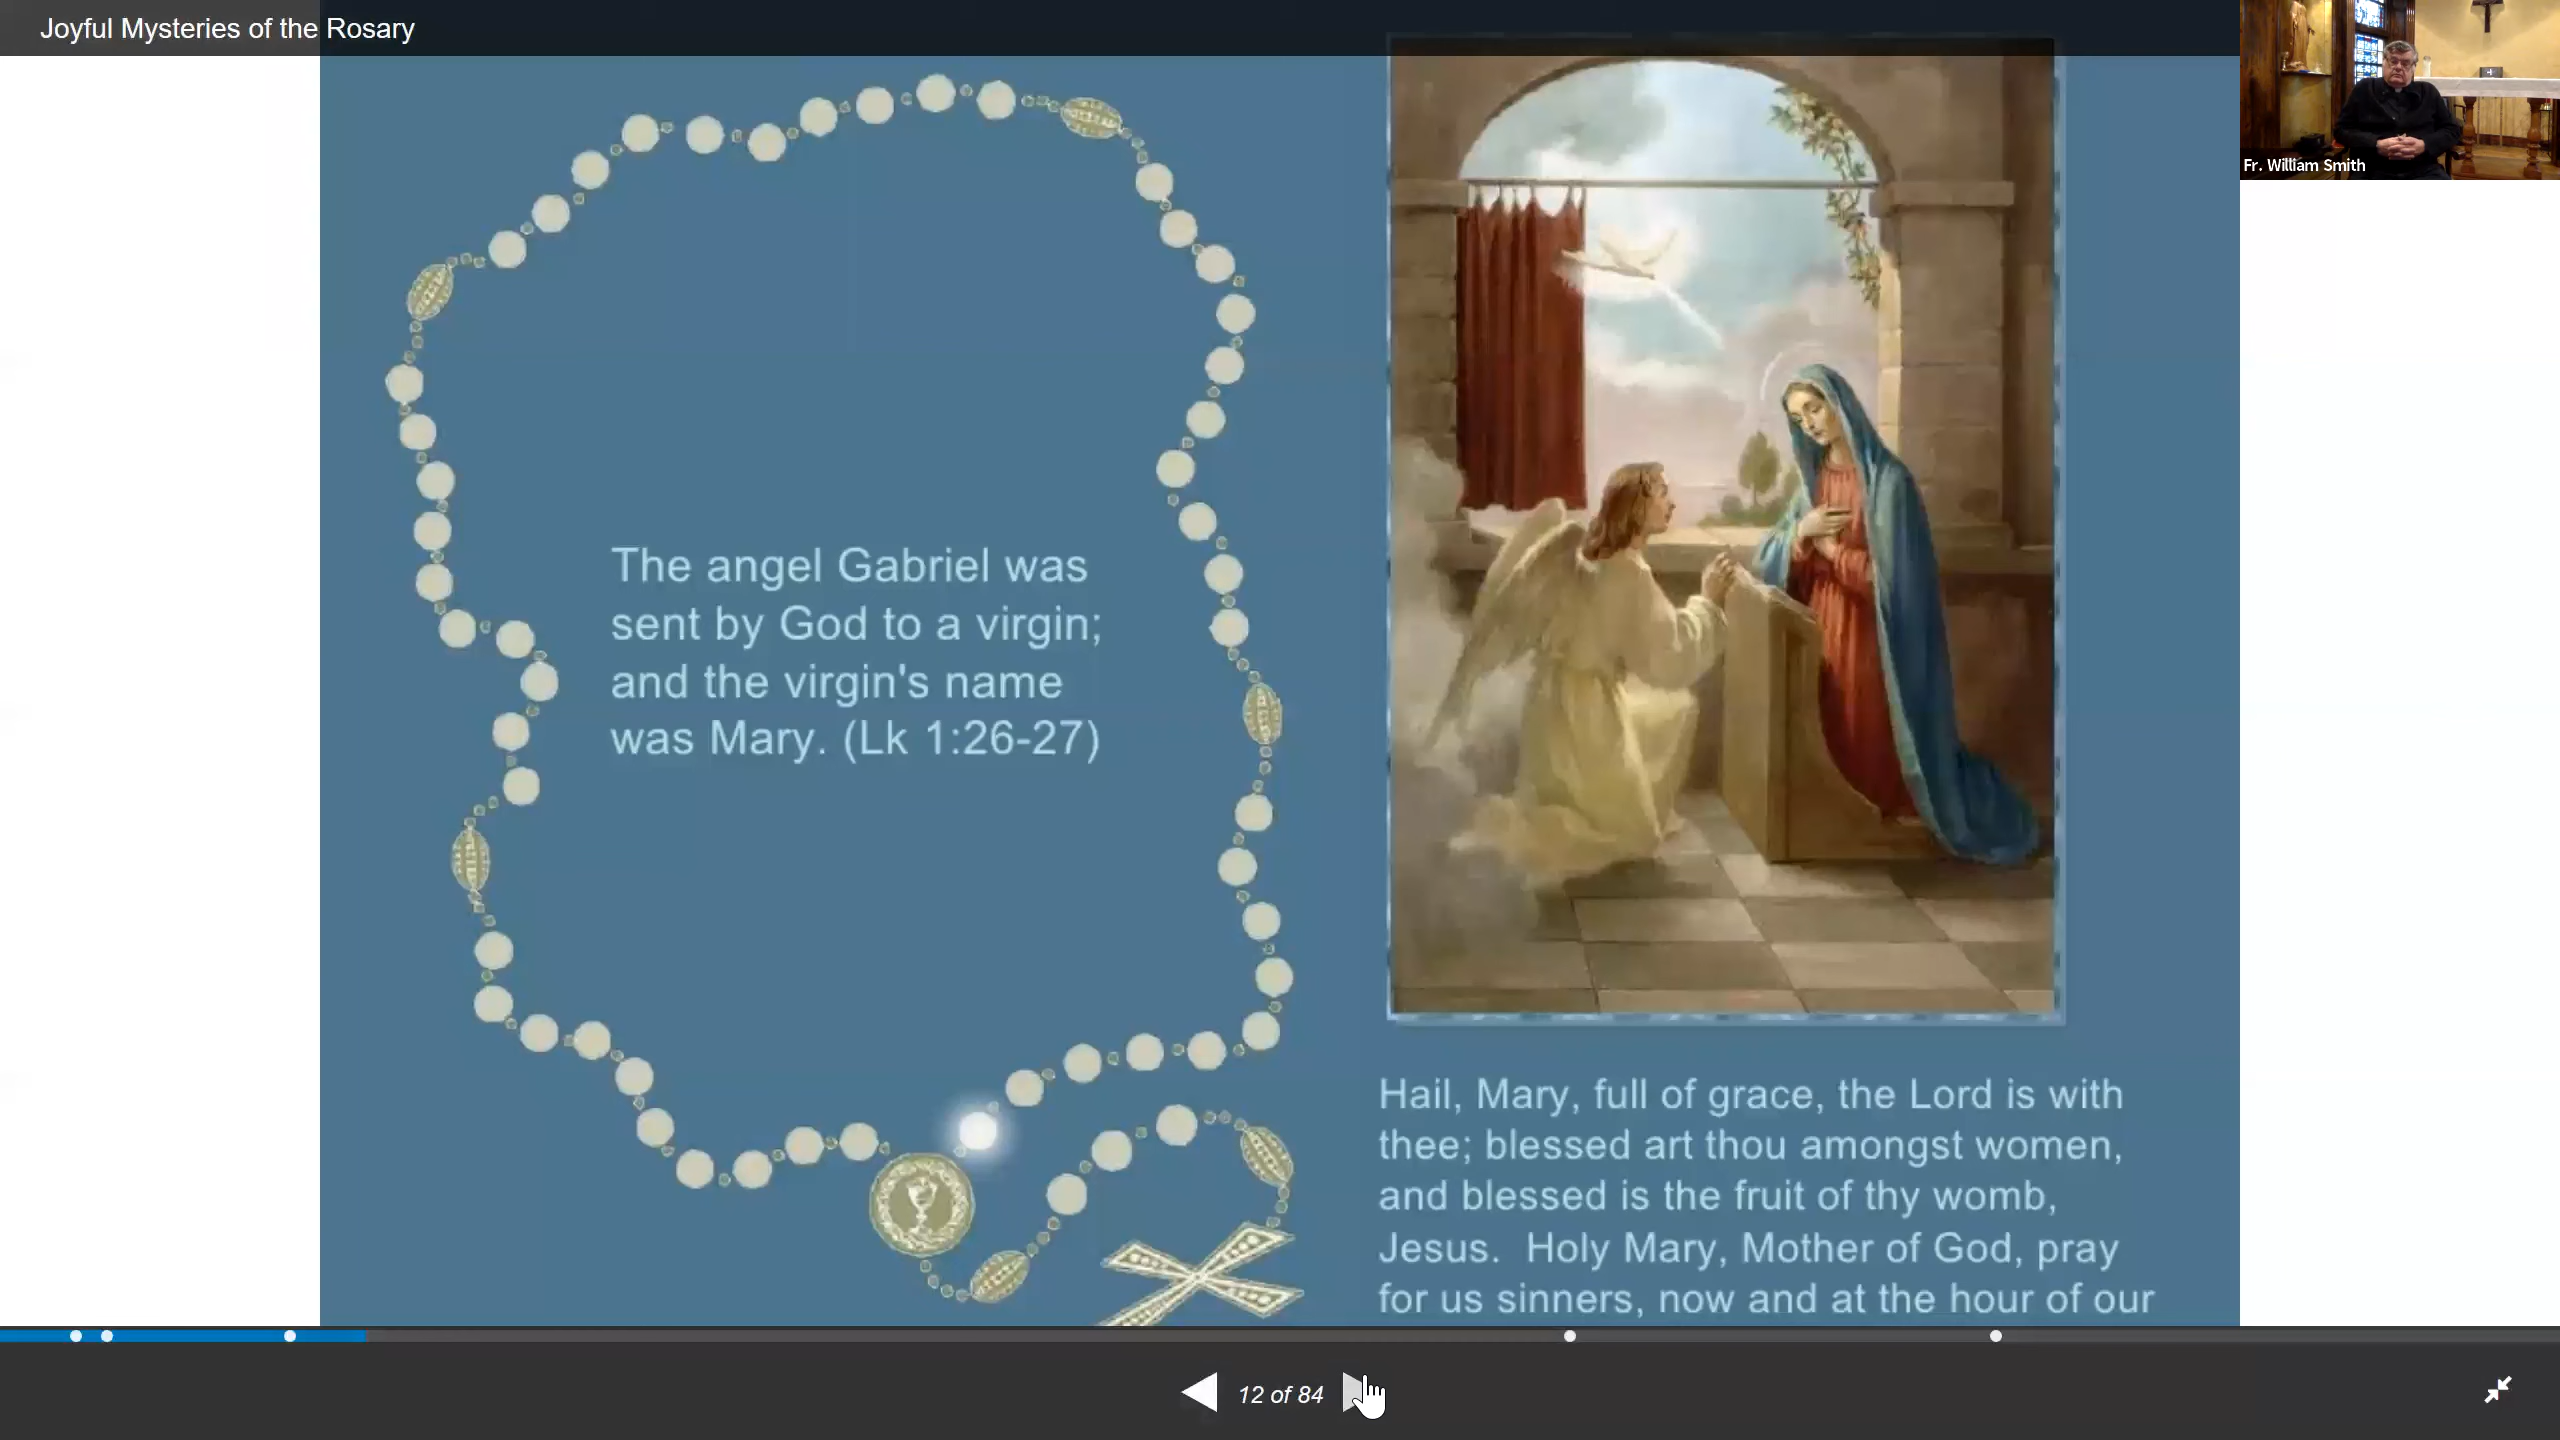 Joyful Mysteries of the Rosary
Fr. William Smith
The angel Gabriel was
sent by God to a virgin;
and the virgin's name
was Mary. (Lk 1:26-27)
Hail, Mary, full of grace, the Lord is with
thee; blessed art thou amongst women,
and blessed is the fruit of thy womb,
Jesus.  Holy Mary, Mother of God, pray
for us sinners, now and at the hour of our
12 of 84